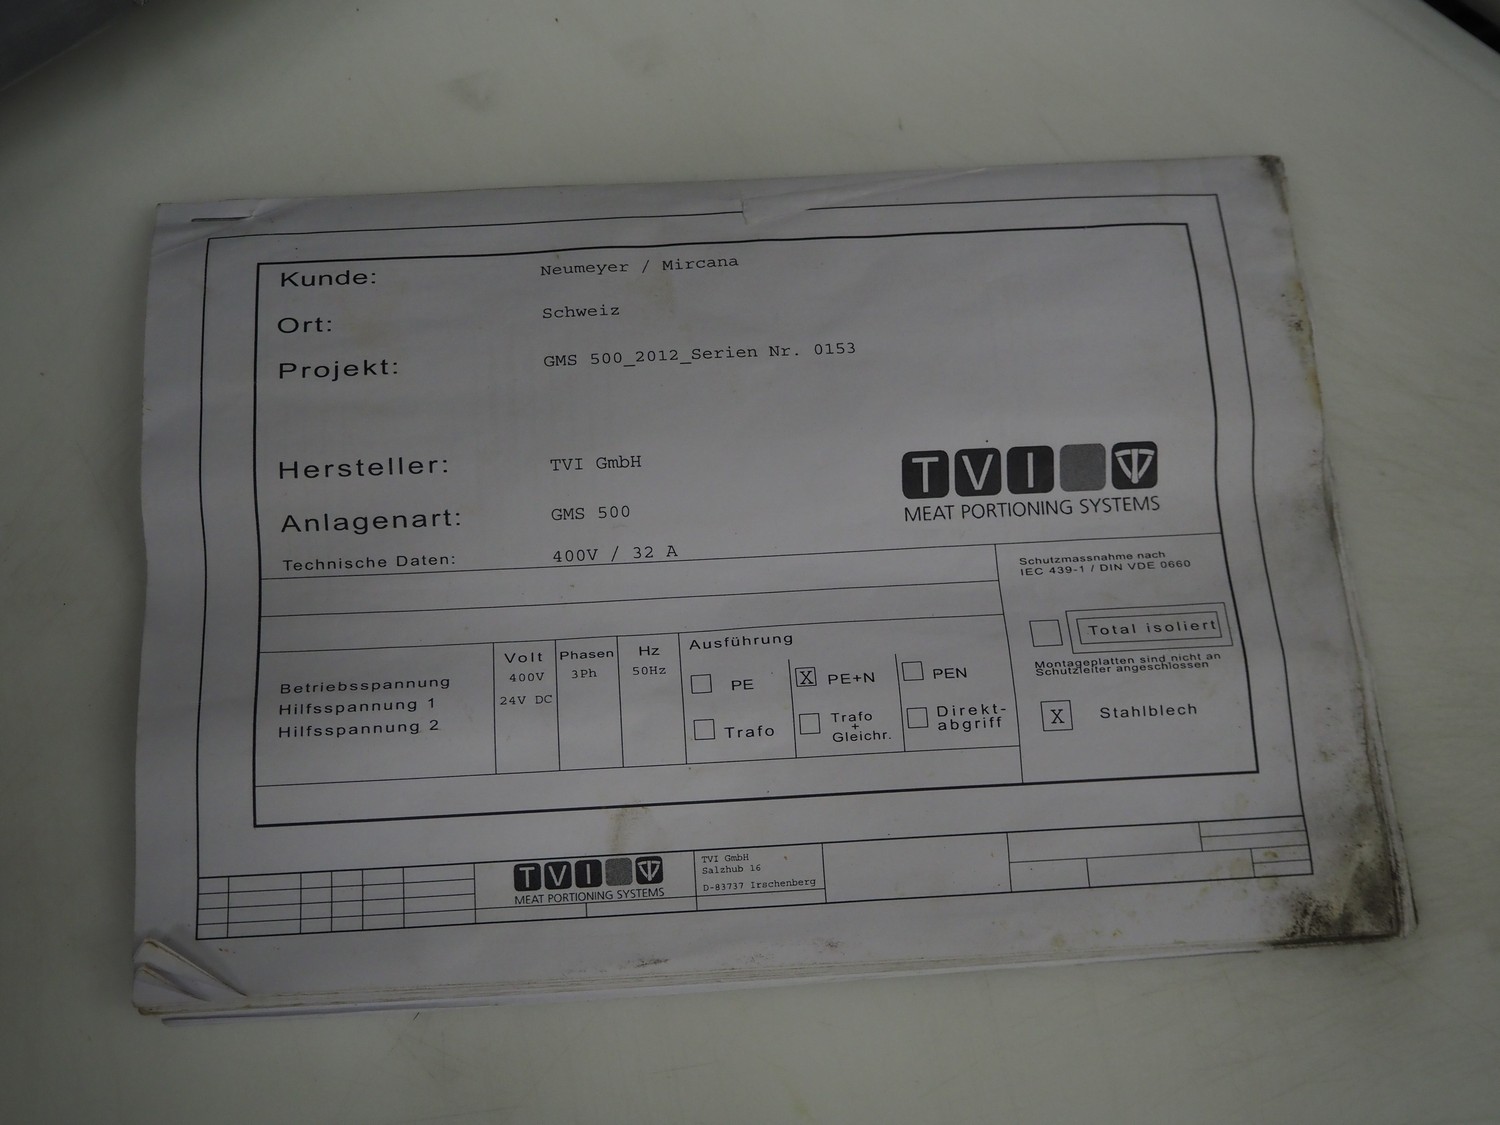 Kunde: Neumeyer / Mircana
Ort: Schweiz
Projekt: GMS 500_2012_Serien Nr. 0153
Hersteller: TVI GmbH
TVI
Anlagenart: GMS 500
MEAT PORTIONING SYSTEMS
Technische Daten: 400V / 32 A
Schutzmassnahme nach
IEC 439-1 / DIN VDE 0660
Total isoliert
Montageplatten sind nicht an
Schutzleiter angeschlossen
X Stahlblech
Volt Phasen Hz Ausführung
Betriebsspannung 400V 3Ph 50Hz PE X PE+N PEN
Hilfsspannung 1 24V DC
Hilfsspannung 2
Trafo
Trafo
+
Gleichr.
Direkt-
abgriff
TVI
MEAT PORTIONING SYSTEMS
TVI GmbH
Salzhub 16
D-83737 Irschenberg